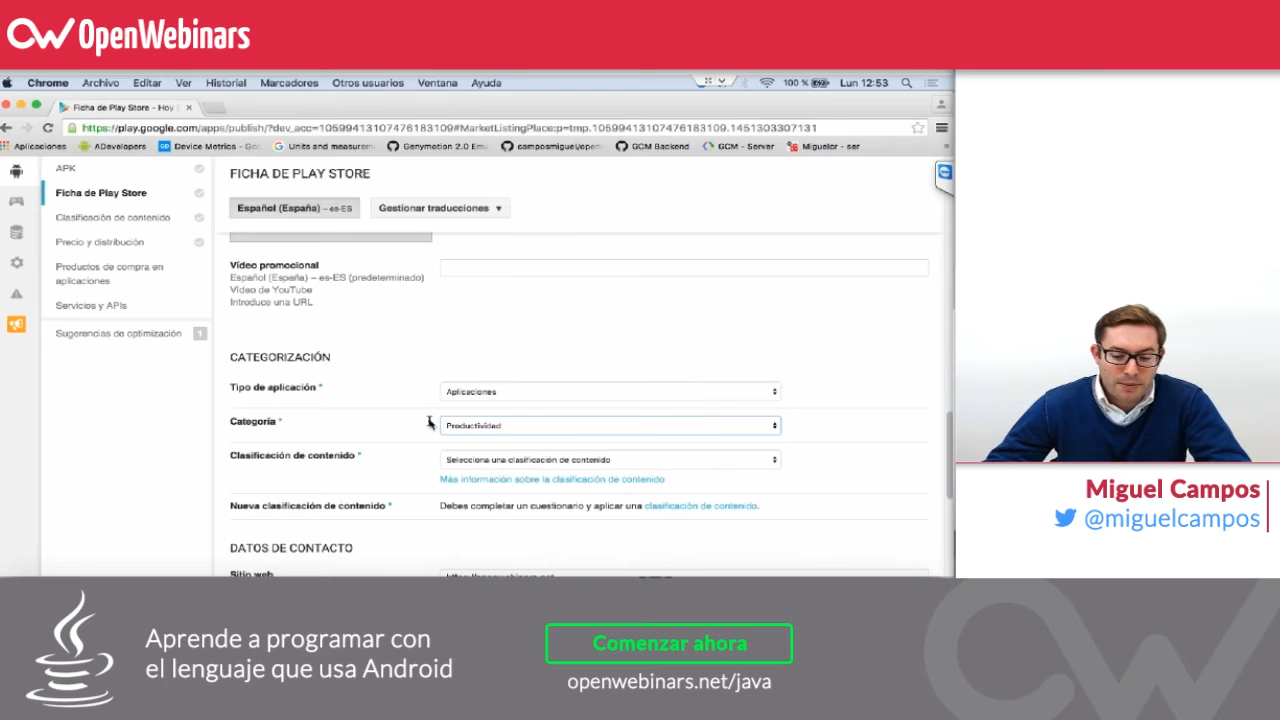 OpenWebinars
Chrome Archivo Editar Ver Historial Marcadores Otros usuarios Ventana Ayuda 100 % Lun 12:53
Ficha de Play Store - Hoy
https://play.google.com/apps/publish/?dev_acc=10599413107476183109#MarketListingPlace:p=tmp.10599413107476183109.1451303307131
Aplicaciones ADevelopers Device Metrics - Goo Units and measurem GCM Backend GCM - Server Miguelcr - ser
APK
Ficha de Play Store
Clasificación de contenido
Precio y distribución
Productos de compra en
aplicaciones
Servicios y APIs
Sugerencias de optimización 1
FICHA DE PLAY STORE
Español (España) – es-ES Gestionar traducciones
Vídeo promocional
Español (España) – es-ES (predeterminado)
Vídeo de YouTube
Introduce una URL
CATEGORIZACIÓN
Tipo de aplicación * Aplicaciones
Categoría * Productividad
Clasificación de contenido * Selecciona una clasificación de contenido
Más información sobre la clasificación de contenido
Nueva clasificación de contenido * Debes completar un cuestionario y aplicar una clasificación de contenido.
DATOS DE CONTACTO
Sitio web
Miguel Campos
@miguelcampos
Aprende a programar con
el lenguaje que usa Android
Comenzar ahora
openwebinars.net/java